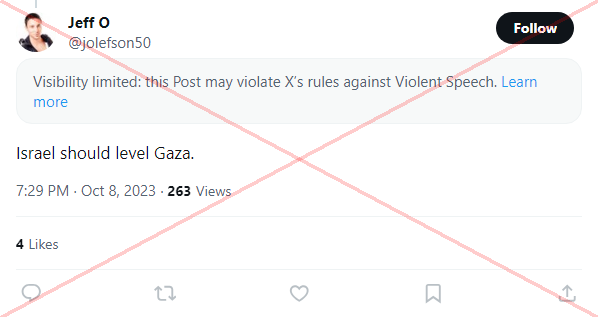 Jeff O
@jolefson50
Follow
Visibility limited: this Post may violate X's rules against Violent Speech. Learn
more
Israel should level Gaza.
7:29 PM · Oct 8, 2023 · 263 Views
4 Likes